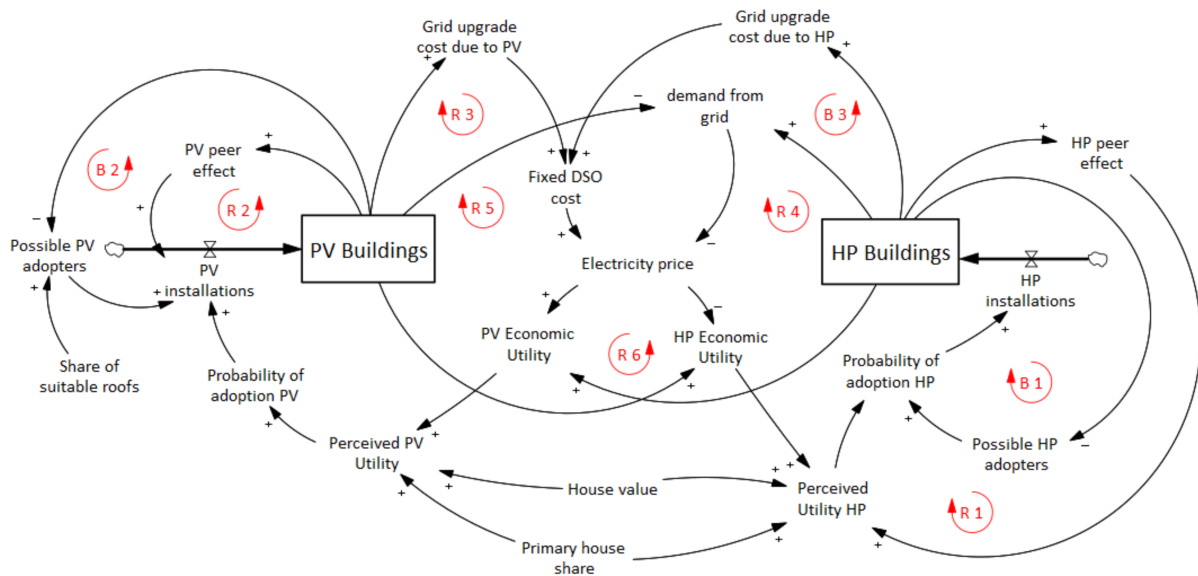 Grid upgrade
cost due to PV
Grid upgrade
cost due to HP
+
+
R 3
−
demand from
grid
B 3
+
+
+
+
B 2
PV peer
effect
+
HP peer
effect
Fixed DSO
cost
+
R 2
R 5
R 4
−
Possible PV
adopters
PV Buildings
HP Buildings
+
−
+
+
PV
installations
Electricity price
HP
installations
+
+
−
+
PV Economic
Utility
R 6
HP Economic
Utility
Share of
suitable roofs
Probability of
adoption PV
+
+
Probability of
adoption HP
B 1
+
+
+
Perceived PV
Utility
Possible HP
adopters
−
+
+
+
+
House value
Perceived
Utility HP
R 1
Primary house
share
+
+